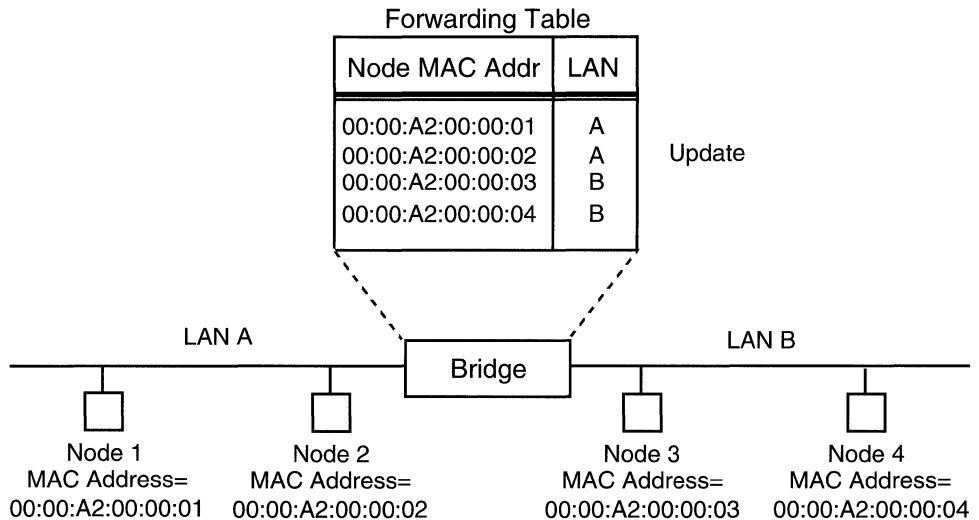 Forwarding Table
Node MAC Addr LAN
00:00:A2:00:00:01 A
00:00:A2:00:00:02 A
00:00:A2:00:00:03 B
00:00:A2:00:00:04 B
Update
LAN A
LAN B
Bridge
Node 1
MAC Address=
00:00:A2:00:00:01
Node 2
MAC Address=
00:00:A2:00:00:02
Node 3
MAC Address=
00:00:A2:00:00:03
Node 4
MAC Address=
00:00:A2:00:00:04